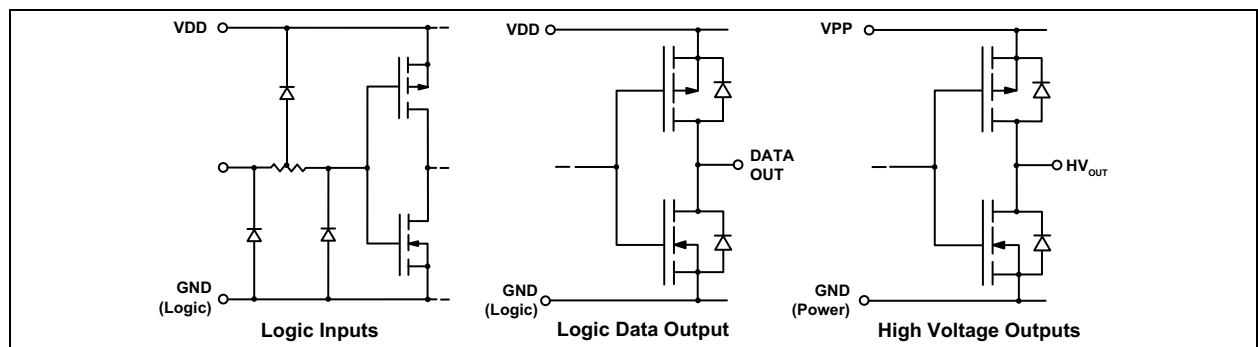 VDD
GND
(Logic)
Logic Inputs
VDD
DATA
OUT
GND
(Logic)
Logic Data Output
VPP
HVOUT
GND
(Power)
High Voltage Outputs